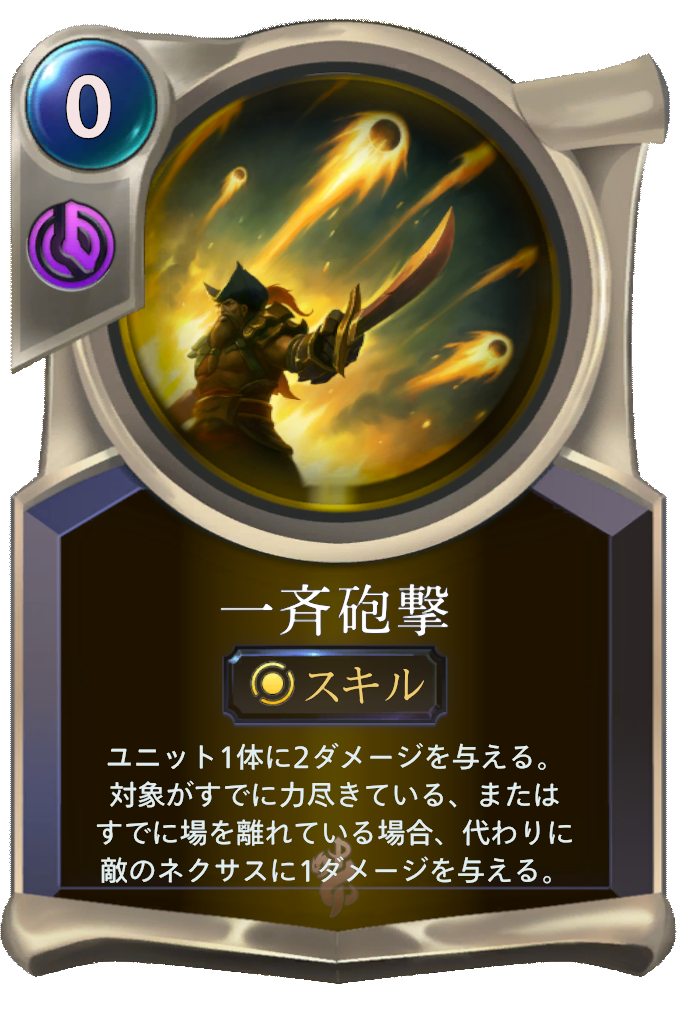 0
一斉砲撃
スキル
ユニット1体に2ダメージを与える。
対象がすでに力尽きている、または
すでに場を離れている場合、代わりに
敵のネクサスに1ダメージを与える。